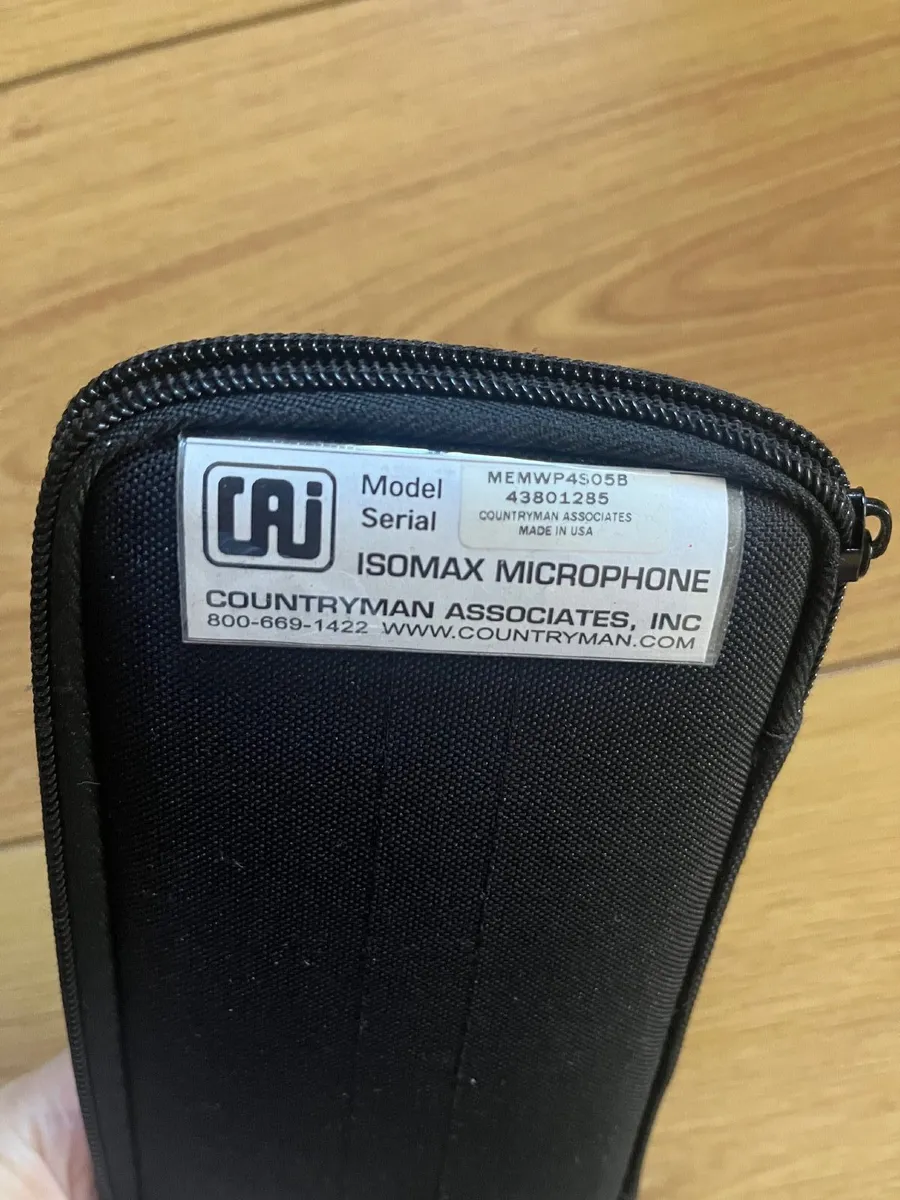 CAi
Model MEMWP4S05B
Serial 43801285
COUNTRYMAN ASSOCIATES
MADE IN USA
ISOMAX MICROPHONE
COUNTRYMAN ASSOCIATES, INC
800-669-1422 WWW.COUNTRYMAN.COM